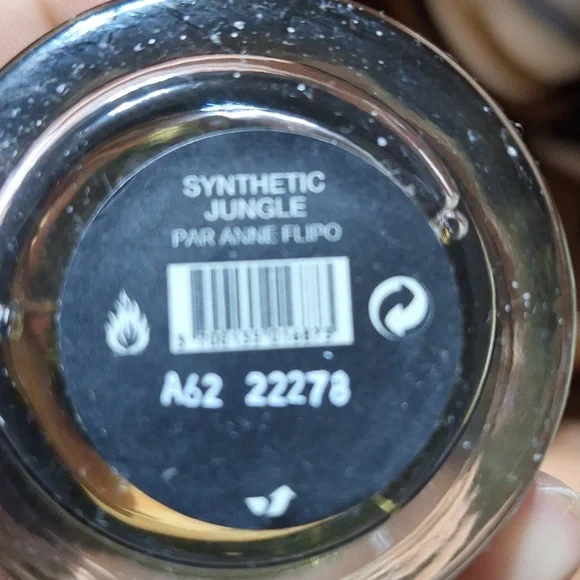 SYNTHETIC
JUNGLE
PAR ANNE FLIPO
A62 22278